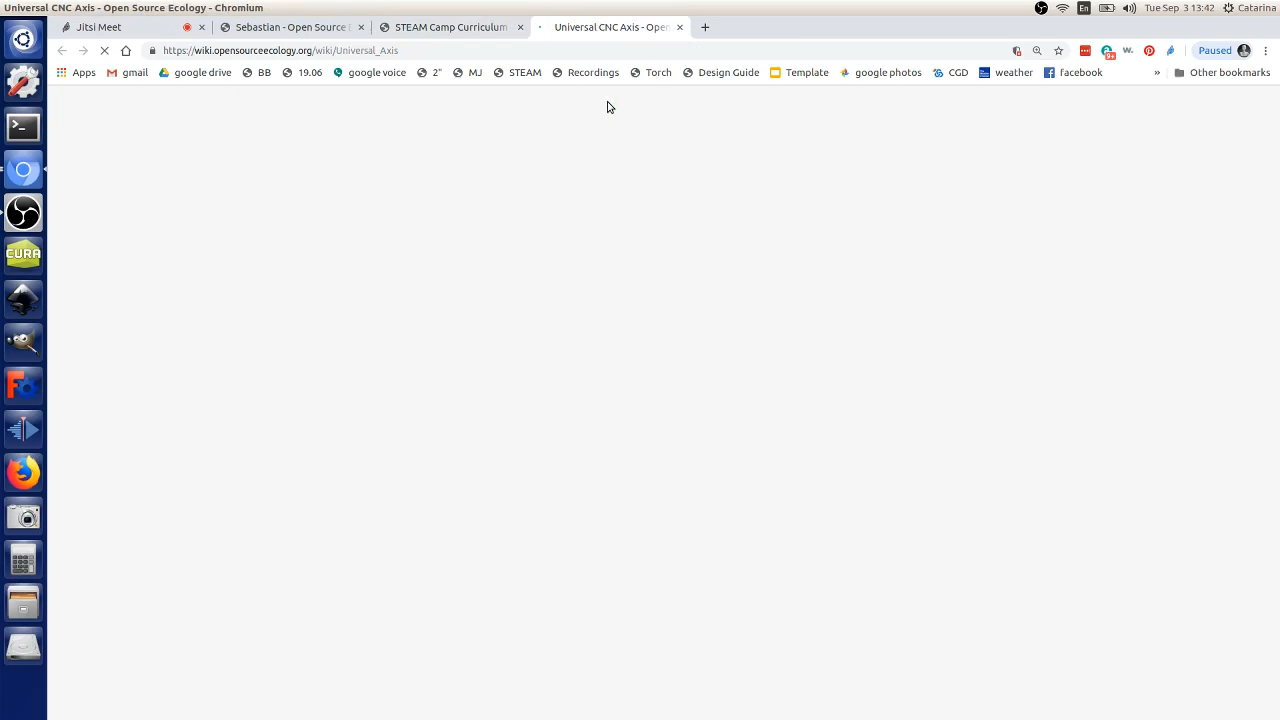 Universal CNC Axis - Open Source Ecology - Chromium
En
Tue Sep 3 13:42
Catarina
Jitsi Meet
Sebastian - Open Source E
STEAM Camp Curriculum
Universal CNC Axis - Open
https://wiki.opensourceecology.org/wiki/Universal_Axis
9+
W.
Paused
Apps
gmail
google drive
BB
19.06
google voice
2'
MJ
STEAM
Recordings
Torch
Design Guide
Template
google photos
CGD
weather
facebook
»
Other bookmarks
>_
CURA